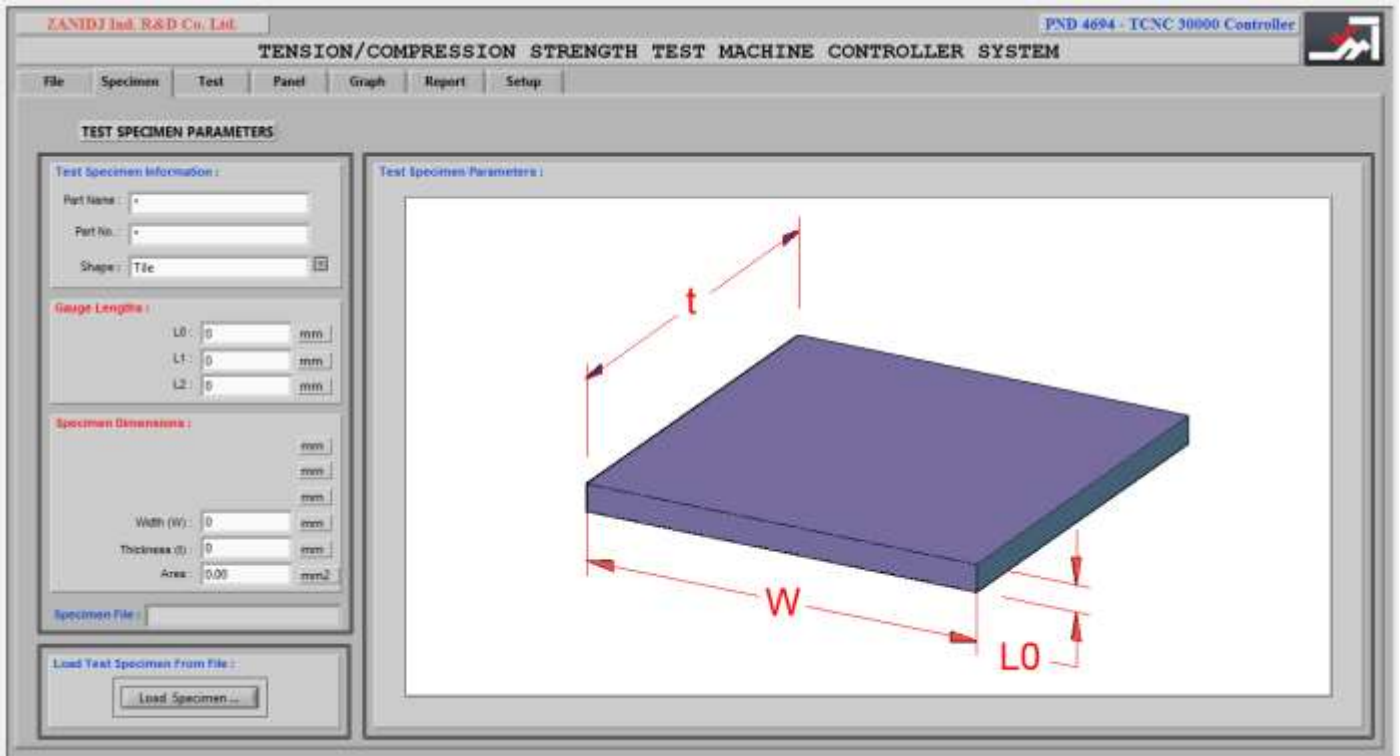 ZANIDJ Ind. R&D Co. Ltd.
PND 4694 - TCNC 30000 Controller
TENSION/COMPRESSION STRENGTH TEST MACHINE CONTROLLER SYSTEM
File Specimen Test Panel Graph Report Setup
TEST SPECIMEN PARAMETERS
Test Specimen Information :
Part Name : *
Part No. : *
Shape : Tile
Gauge Lengths :
L0 : 0 mm
L1 : 0 mm
L2 : 0 mm
Specimen Dimensions :
mm
mm
mm
Width (W) : 0 mm
Thickness (t) : 0 mm
Area : 0.00 mm2
Specimen File :
Load Test Specimen From File :
Load Specimen ...
Test Specimen Parameters :
t
W
L0